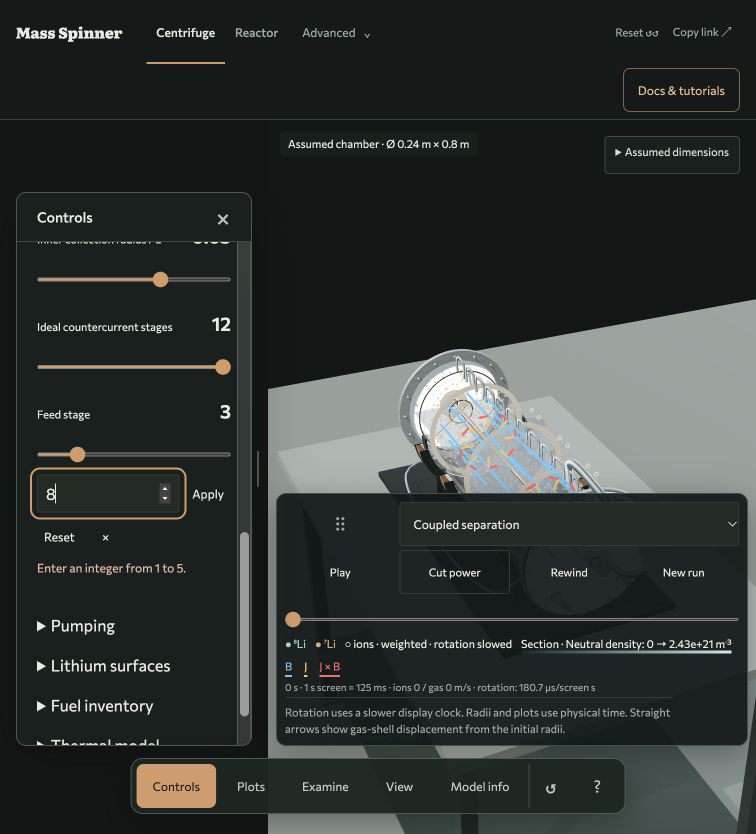 Mass Spinner
Centrifuge
Reactor
Advanced
Reset ↺↺
Copy link ↗
Docs & tutorials
Assumed chamber · Ø 0.24 m × 0.8 m
▶ Assumed dimensions
Controls
×
Ideal countercurrent stages
12
Feed stage
3
8
Apply
Reset
×
Enter an integer from 1 to 5.
▶ Pumping
▶ Lithium surfaces
▶ Fuel inventory
▶ Thermal model
Coupled separation
Play
Cut power
Rewind
New run
⁶Li ⁷Li ions · weighted · rotation slowed Section · Neutral density: 0 → 2.43e+21 m⁻³
B J J × B
0 s · 1 s screen = 125 ms · ions 0 / gas 0 m/s · rotation: 180.7 µs/screen s
Rotation uses a slower display clock. Radii and plots use physical time. Straight
arrows show gas-shell displacement from the initial radii.
Controls
Plots
Examine
View
Model info
↺
?